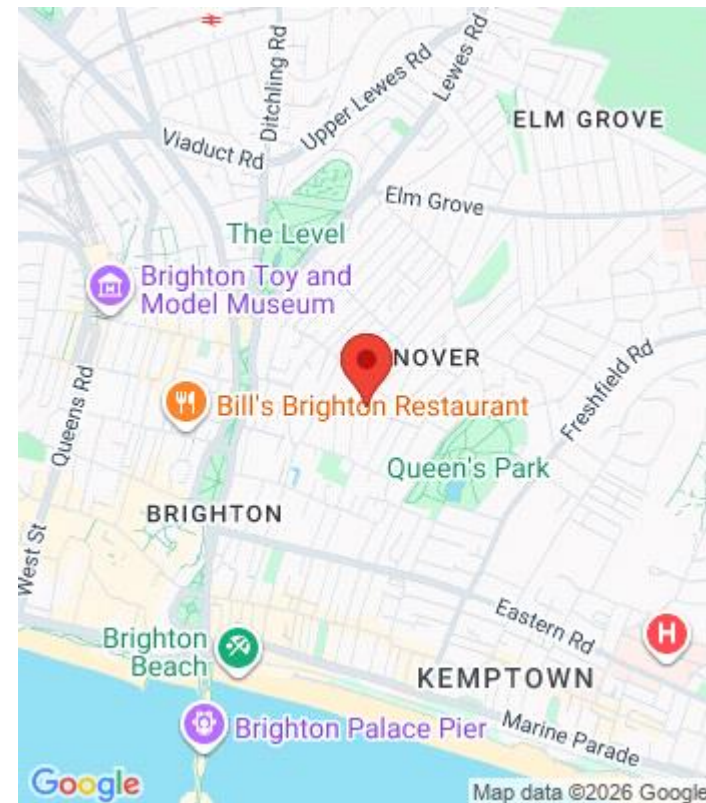 Ditchling Rd
Upper Lewes Rd
Lewes Rd
Viaduct Rd
ELM GROVE
Elm Grove
The Level
Brighton Toy and
Model Museum
NOVER
Freshfield Rd
Queens Rd
Bill's Brighton Restaurant
Queen's Park
BRIGHTON
West St
Eastern Rd
H
Brighton
Beach
KEMPTOWN
Marine Parade
Brighton Palace Pier
Google
Map data ©2026 Google